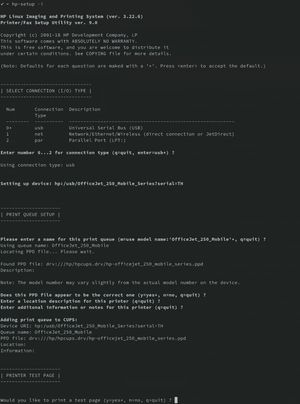 ✔ ~ hp-setup -i
HP Linux Imaging and Printing System (ver. 3.22.6)
Printer/Fax Setup Utility ver. 9.0
Copyright (c) 2001-18 HP Development Company, LP
This software comes with ABSOLUTELY NO WARRANTY.
This is free software, and you are welcome to distribute it
under certain conditions. See COPYING file for more details.
(Note: Defaults for each question are maked with a '*'. Press <enter> to accept the default.)
--------------------------------
| SELECT CONNECTION (I/O) TYPE |
--------------------------------
Num Connection Description
Type
0* usb Universal Serial Bus (USB)
1 net Network/Ethernet/Wireless (direct connection or JetDirect)
2 par Parallel Port (LPT:)
Enter number 0...2 for connection type (q=quit, enter=usb*) ?
Using connection type: usb
Setting up device: hp:/usb/OfficeJet_250_Mobile_Series?serial=TH
---------------------
| PRINT QUEUE SETUP |
---------------------
Please enter a name for this print queue (m=use model name:'OfficeJet_250_Mobile'*, q=quit) ?
Using queue name: OfficeJet_250_Mobile
Locating PPD file... Please wait.
Found PPD file: drv:///hp/hpcups.drv/hp-officejet_250_mobile_series.ppd
Description:
Note: The model number may vary slightly from the actual model number on the device.
Does this PPD file appear to be the correct one (y=yes*, n=no, q=quit) ?
Enter a location description for this printer (q=quit) ?
Enter additonal information or notes for this printer (q=quit) ?
Adding print queue to CUPS:
Device URI: hp:/usb/OfficeJet_250_Mobile_Series?serial=TH
Queue name: OfficeJet_250_Mobile
PPD file: drv:///hp/hpcups.drv/hp-officejet_250_mobile_series.ppd
Location:
Information:
---------------------
| PRINTER TEST PAGE |
---------------------
Would you like to print a test page (y=yes*, n=no, q=quit) ?